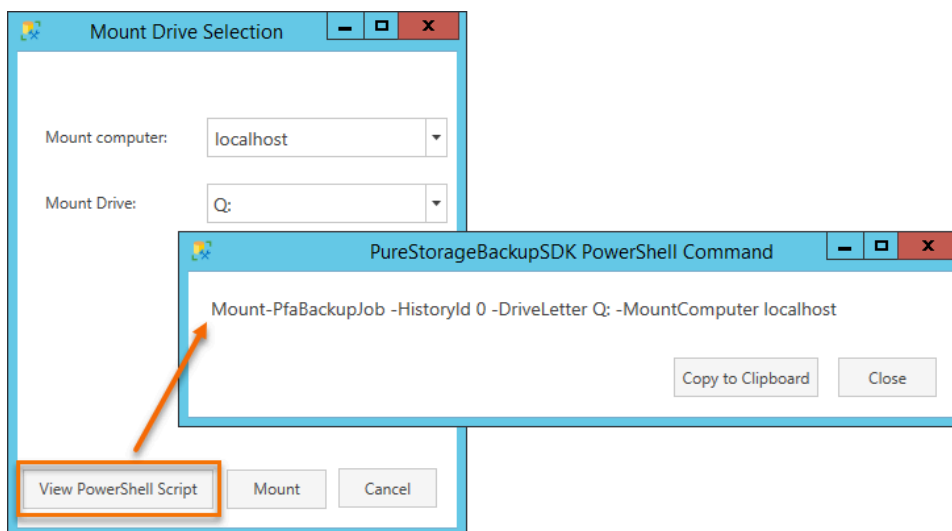 Mount Drive Selection
Mount computer:
localhost
Mount Drive:
Q:
PureStorageBackupSDK PowerShell Command
Mount-PfaBackupJob -HistoryId 0 -DriveLetter Q: -MountComputer localhost
Copy to Clipboard
Close
View PowerShell Script
Mount
Cancel